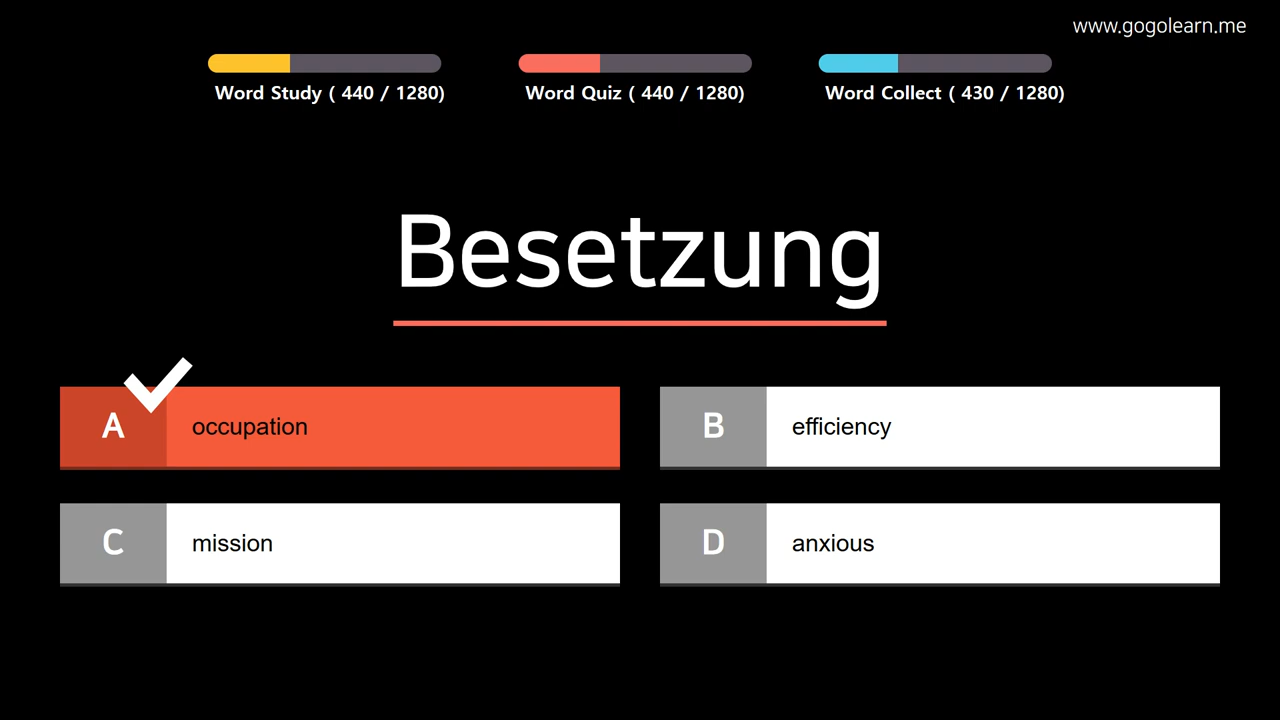 www.gogolearn.me
Word Study ( 440 / 1280)
Word Quiz ( 440 / 1280)
Word Collect ( 430 / 1280)
Besetzung
A occupation
B efficiency
C mission
D anxious